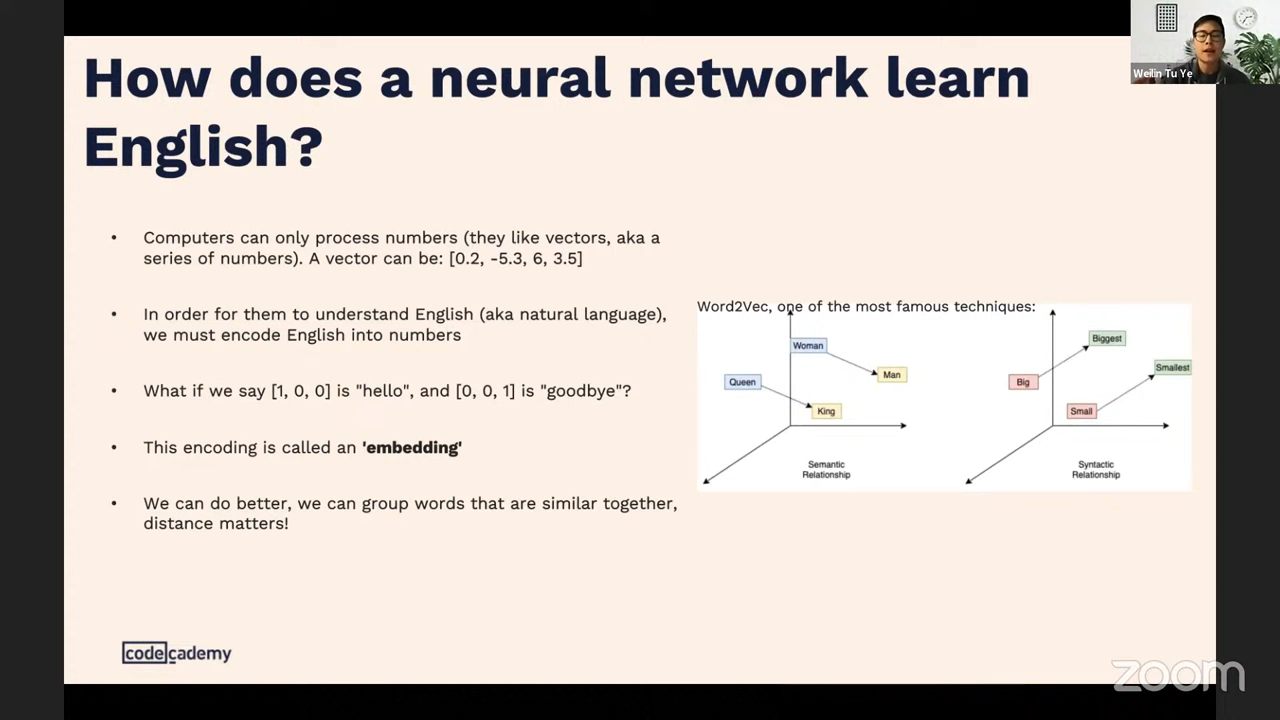 How does a neural network learn
English?
Weilin Tu Ye
• Computers can only process numbers (they like vectors, aka a
series of numbers). A vector can be: [0.2, -5.3, 6, 3.5]
• In order for them to understand English (aka natural language),
we must encode English into numbers
• What if we say [1, 0, 0] is "hello", and [0, 0, 1] is "goodbye"?
• This encoding is called an 'embedding'
• We can do better, we can group words that are similar together,
distance matters!
Word2Vec, one of the most famous techniques:
Woman
Man
Queen
King
Semantic
Relationship
Biggest
Smallest
Big
Small
Syntactic
Relationship
codecademy
zoom